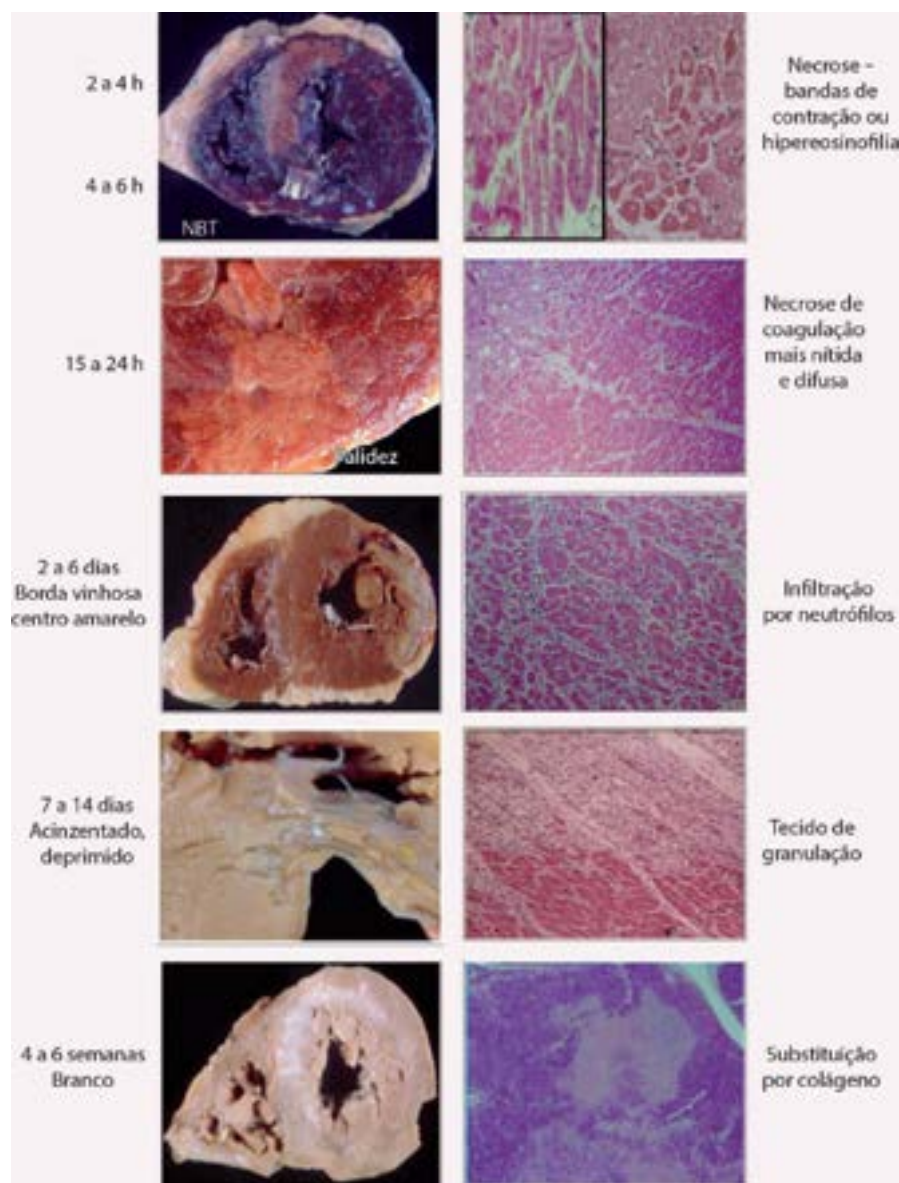 2 a 4 h
4 a 6 h
NBT
Necrose –
bandas de
contração ou
hipereosinofilia
15 a 24 h
Palidez
Necrose de
coagulação
mais nítida
e difusa
2 a 6 dias
Borda vinhosa
centro amarelo
Infiltração
por neutrófilos
7 a 14 dias
Acinzentado,
deprimido
Tecido de
granulação
4 a 6 semanas
Branco
Substituição
por colágeno